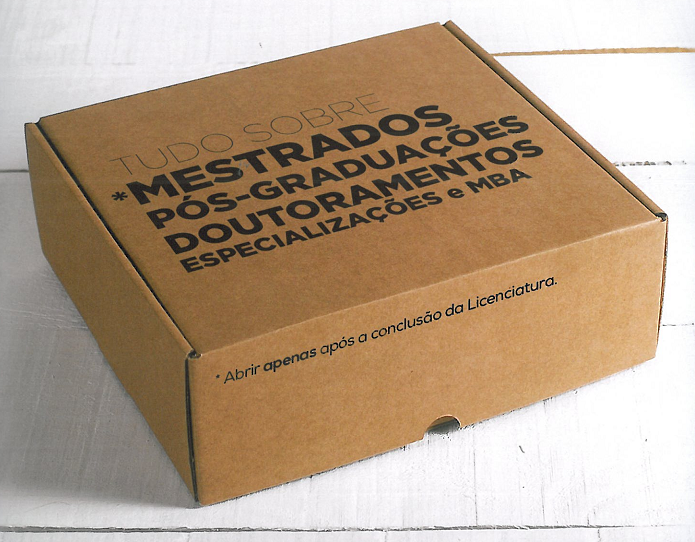 TUDO SOBRE
*MESTRADOS
PÓS-GRADUAÇÕES
DOUTORAMENTOS
ESPECIALIZAÇÕES e MBA
* Abrir apenas após a conclusão da Licenciatura.